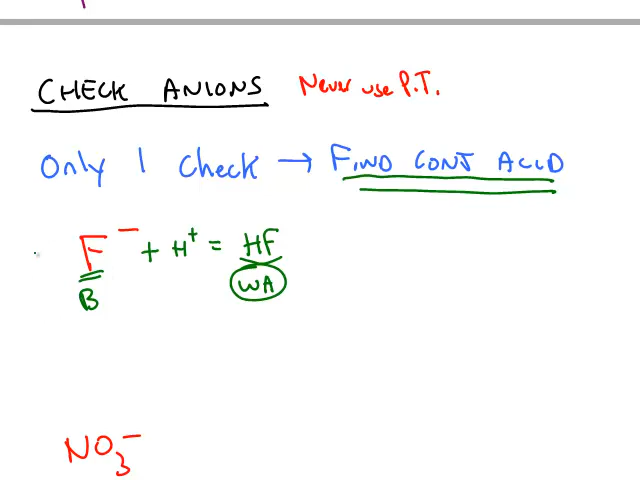 CHECK ANIONS Never use P.T.
Only 1 check → FIND CONJ ACID
F⁻ + H⁺ = HF
B WA
NO₃⁻